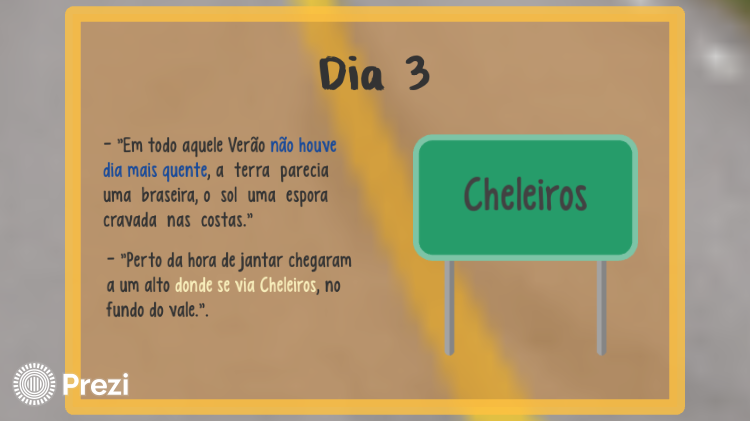 Dia 3
- "Em todo aquele Verão não houve
dia mais quente, a terra parecia
uma braseira, o sol uma espora
cravada nas costas."
- "Perto da hora de jantar chegaram
a um alto donde se via Cheleiros, no
fundo do vale.".
Cheleiros
Prezi